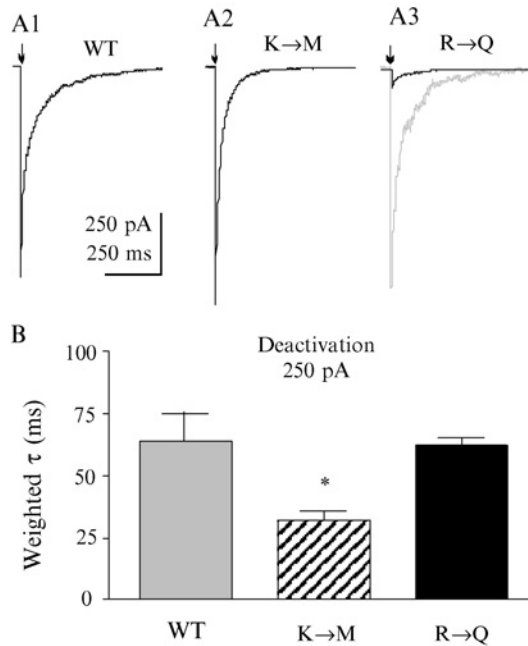 A1
A2
A3
WT
K→M
R→Q
250 pA
250 ms
B
Deactivation
250 pA
Weighted τ (ms)
100
75
50
25
0
*
WT
K→M
R→Q